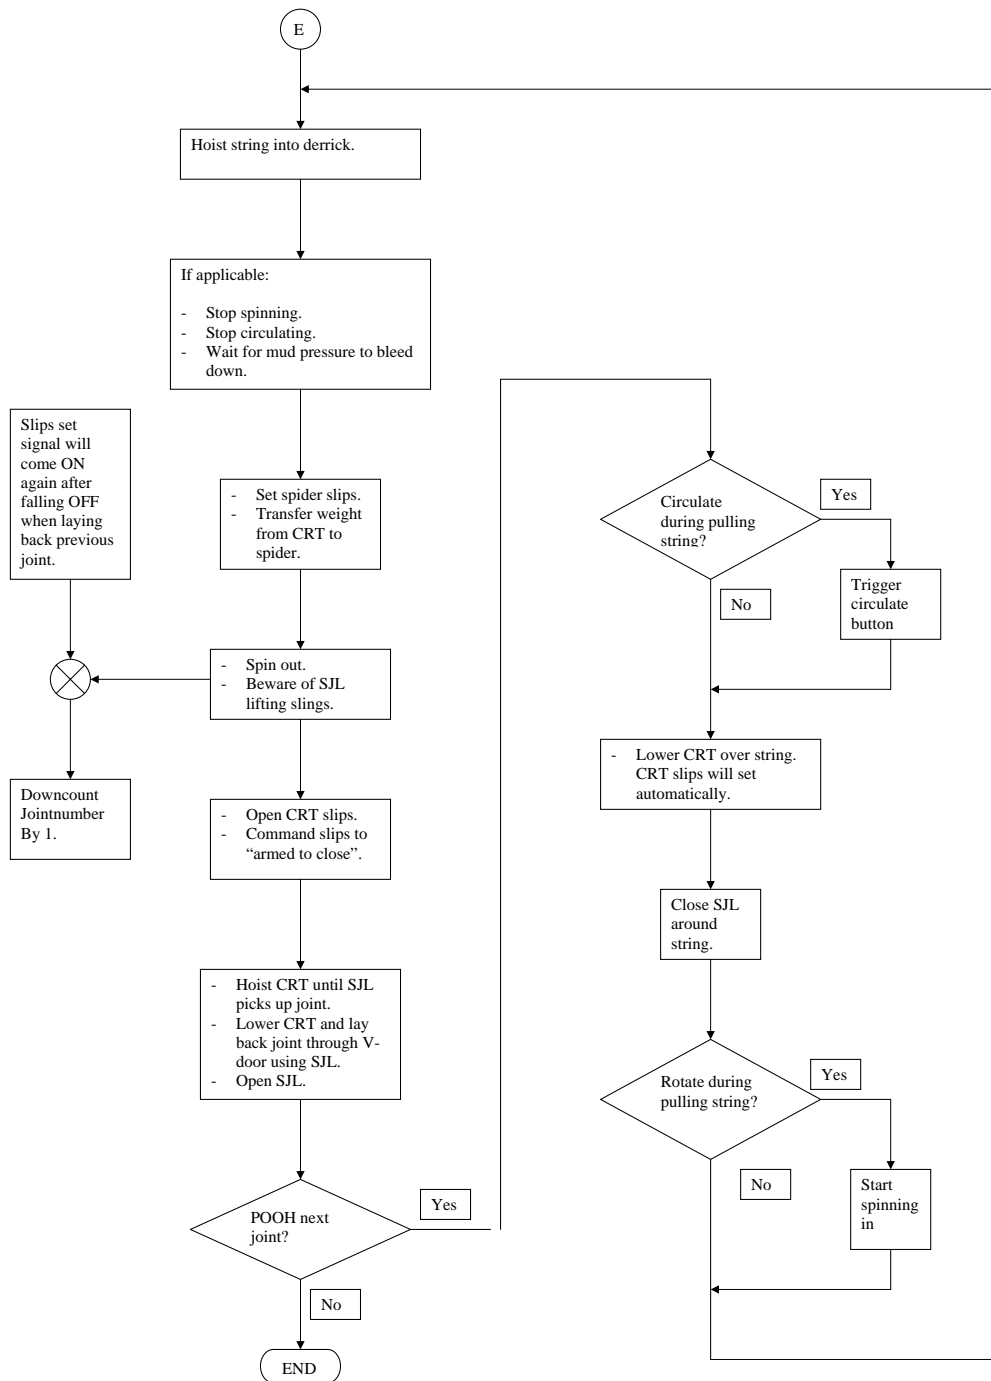 E
Hoist string into derrick.
If applicable:
- Stop spinning.
- Stop circulating.
- Wait for mud pressure to bleed
down.
Slips set
signal will
come ON
again after
falling OFF
when laying
back previous
joint.
- Set spider slips.
- Transfer weight
from CRT to
spider.
- Spin out.
- Beware of SJL
lifting slings.
Downcount
Jointnumber
By 1.
- Open CRT slips.
- Command slips to
“armed to close”.
- Hoist CRT until SJL
picks up joint.
- Lower CRT and lay
back joint through V-
door using SJL.
- Open SJL.
POOH next
joint?
Yes
No
END
Circulate
during pulling
string?
Yes
No
Trigger
circulate
button
- Lower CRT over string.
CRT slips will set
automatically.
Close SJL
around
string.
Rotate during
pulling string?
Yes
No
Start
spinning
in